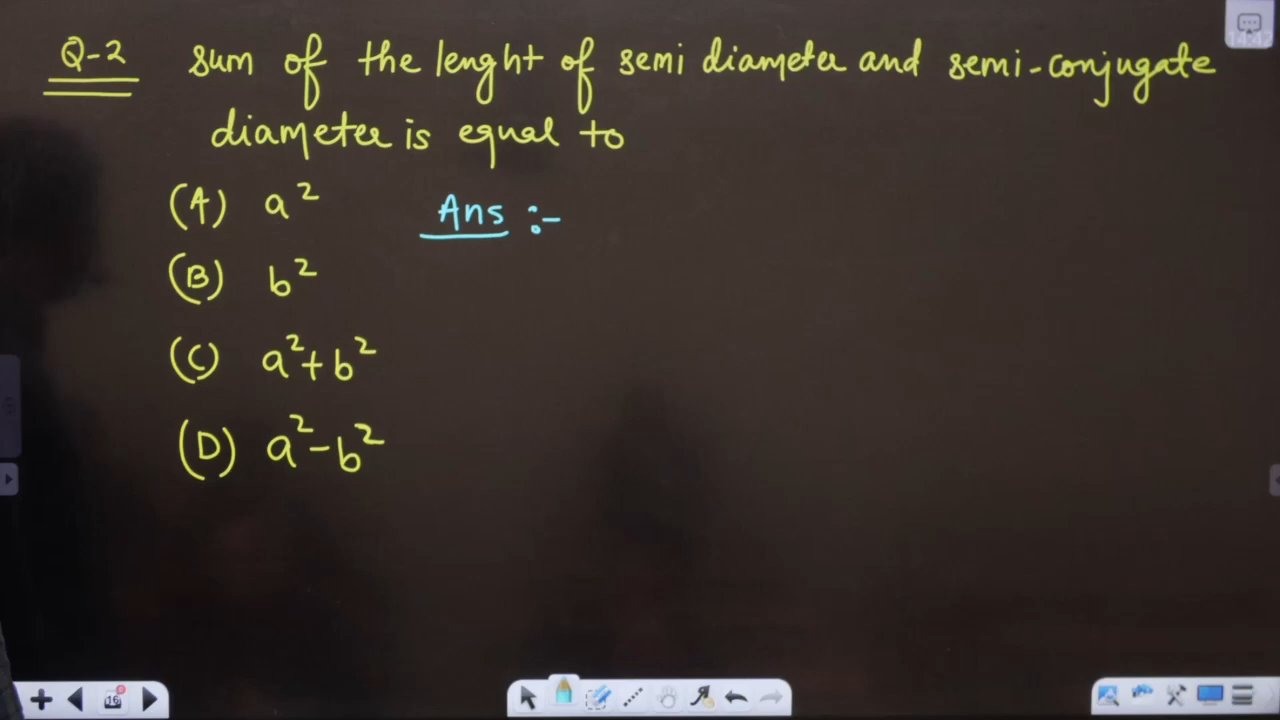 Q-2 sum of the lenght of semi diameter and semi-conjugate
diameter is equal to
(A) a²
Ans :-
(B) b²
(C) a²+b²
(D) a²-b²
16